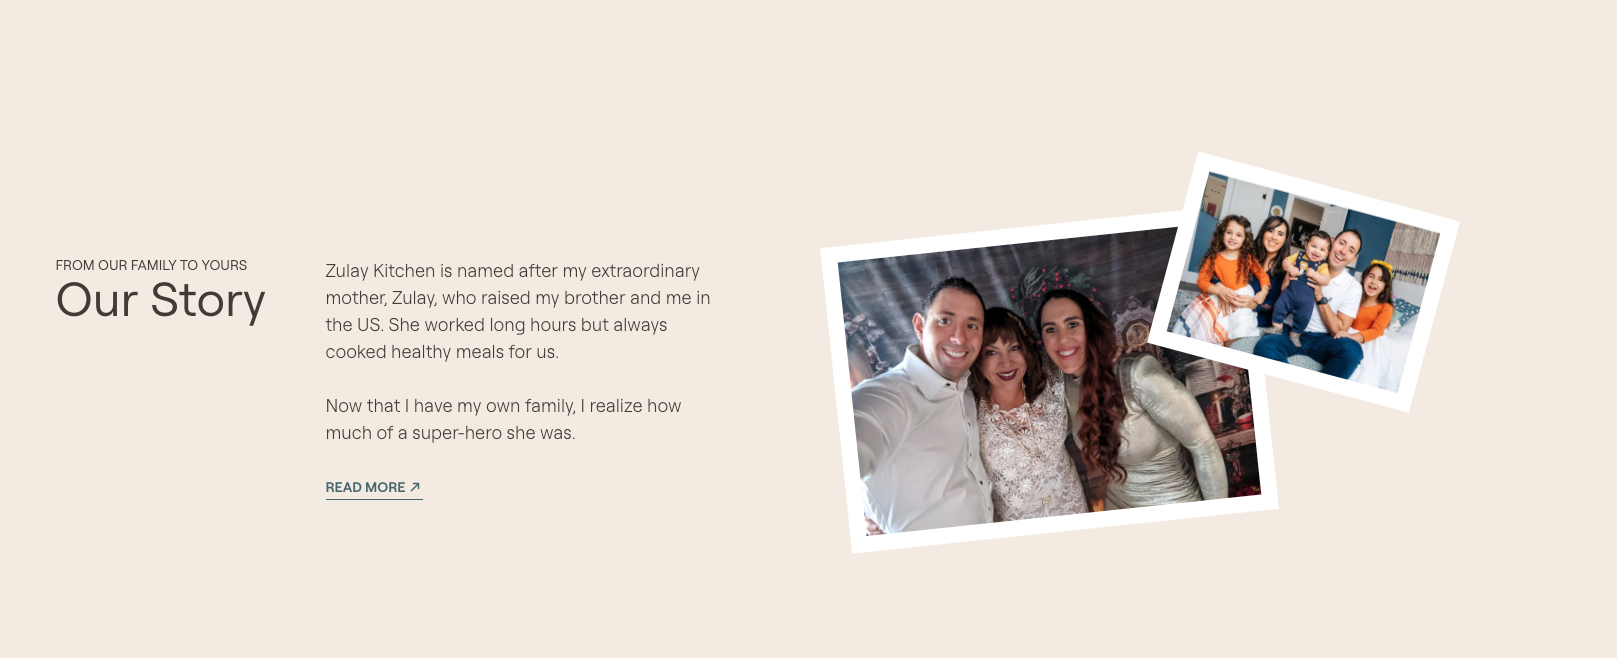 FROM OUR FAMILY TO YOURS
Our Story
Zulay Kitchen is named after my extraordinary
mother, Zulay, who raised my brother and me in
the US. She worked long hours but always
cooked healthy meals for us.
Now that I have my own family, I realize how
much of a super-hero she was.
READ MORE ↗